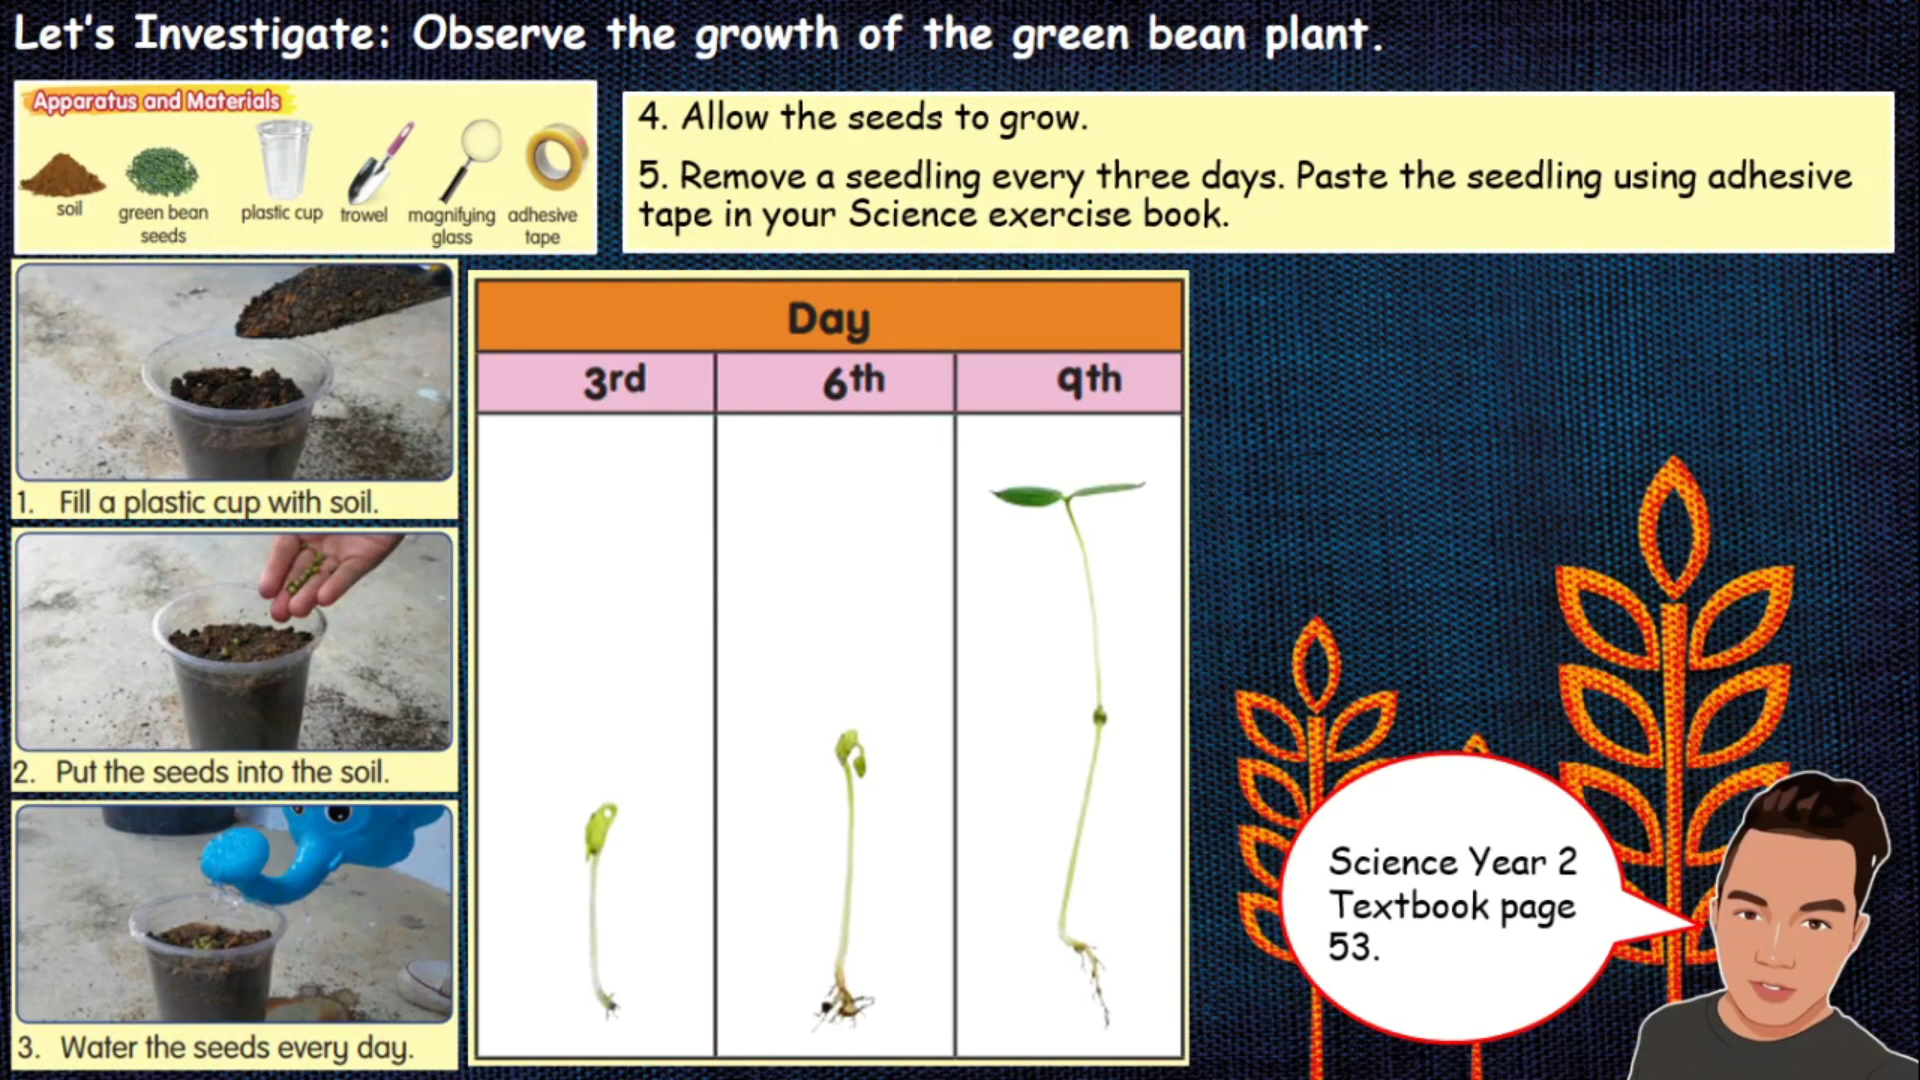 Let's Investigate: Observe the growth of the green bean plant.
Apparatus and Materials
soil
green bean
seeds
plastic cup
trowel
magnifying
glass
adhesive
tape
4. Allow the seeds to grow.
5. Remove a seedling every three days. Paste the seedling using adhesive
tape in your Science exercise book.
1. Fill a plastic cup with soil.
2. Put the seeds into the soil.
3. Water the seeds every day.
Day
3rd
6th
9th
Science Year 2
Textbook page
53.